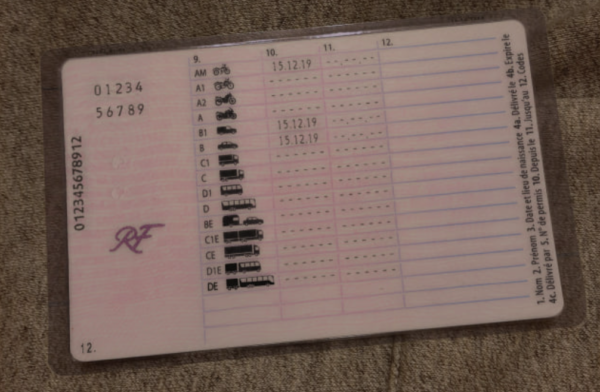 9. 10. 11. 12.
AM 15.12.19
A1
A2
A
B1 15.12.19
B 15.12.19
C1
C
D1
D
BE
C1E
CE
D1E
DE
01234
56789
012345678912
RF
12.
1. Nom 2. Prénom 3. Date et lieu de naissance 4a. Délivré le 4b. Expire le
4c. Délivré par 5. N° de permis 10. Depuis le 11. Jusqu'au 12. Codes